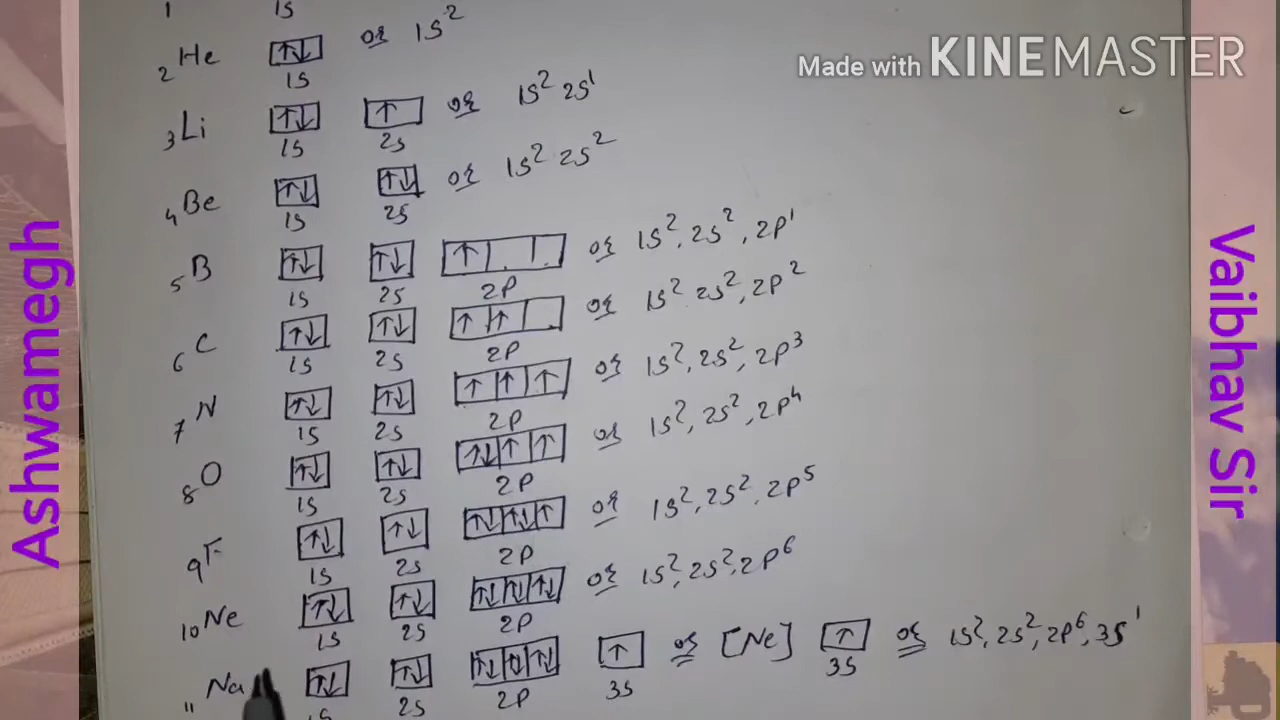 Made with KINEMASTER
Ashwamegh
Vaibhav Sir
1 1S
₂He ↑↓ or 1S²
1S
₃Li ↑↓ ↑ or 1S² 2S¹
1S 2S
₄Be ↑↓ ↑↓ or 1S² 2S²
1S 2S
₅B ↑↓ ↑↓ ↑ or 1S², 2S², 2P¹
1S 2S 2P
₆C ↑↓ ↑↓ ↑ ↑ or 1S² 2S², 2P²
1S 2S 2P
₇N ↑↓ ↑↓ ↑ ↑ ↑ or 1S², 2S², 2P³
1S 2S 2P
₈O ↑↓ ↑↓ ↑↓ ↑ ↑ or 1S², 2S², 2P⁴
1S 2S 2P
₉F ↑↓ ↑↓ ↑↓ ↑↓ ↑ or 1S², 2S², 2P⁵
1S 2S 2P
₁₀Ne ↑↓ ↑↓ ↑↓ ↑↓ ↑↓ or 1S², 2S², 2P⁶
1S 2S 2P
₁₁Na ↑↓ ↑↓ ↑↓ ↑↓ ↑↓ ↑ or [Ne] ↑ or 1S², 2S², 2P⁶, 3S¹
1S 2S 2P 3S 3S